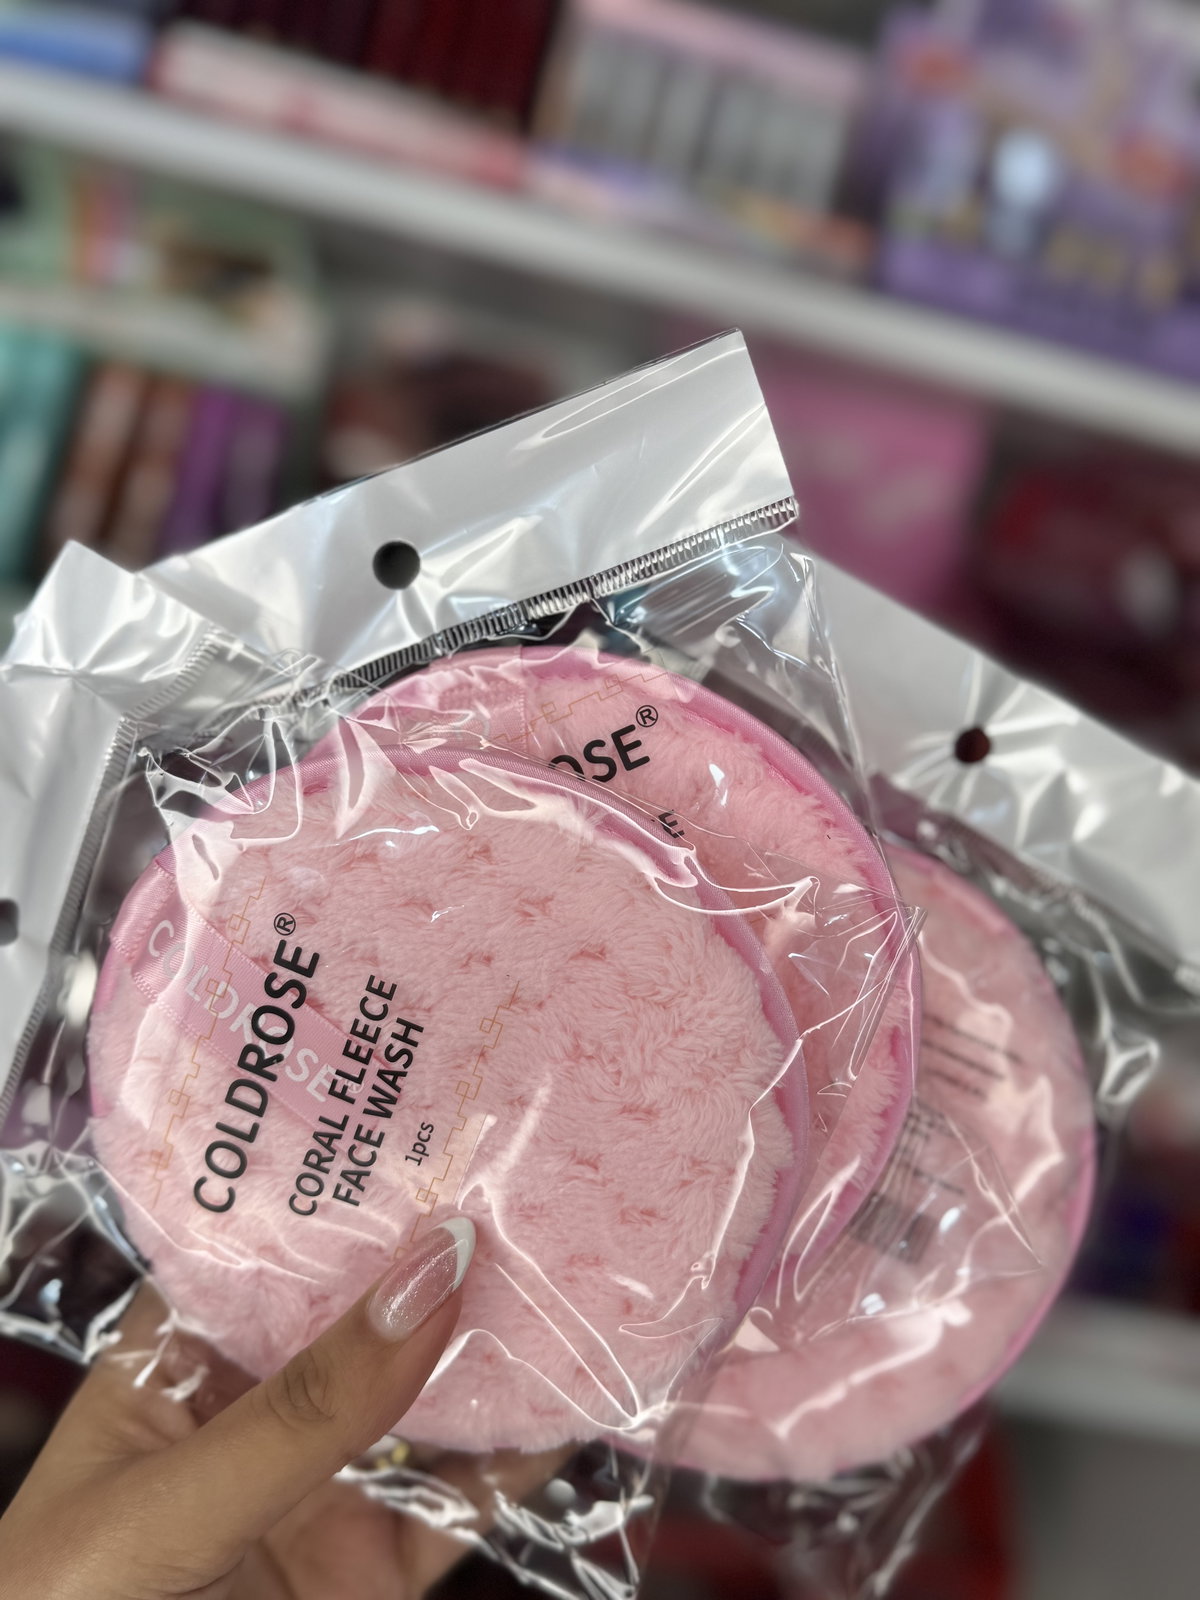 COLDROSE®
CORAL FLEECE
FACE WASH
1pcs
COLDROSE
OSE®
E